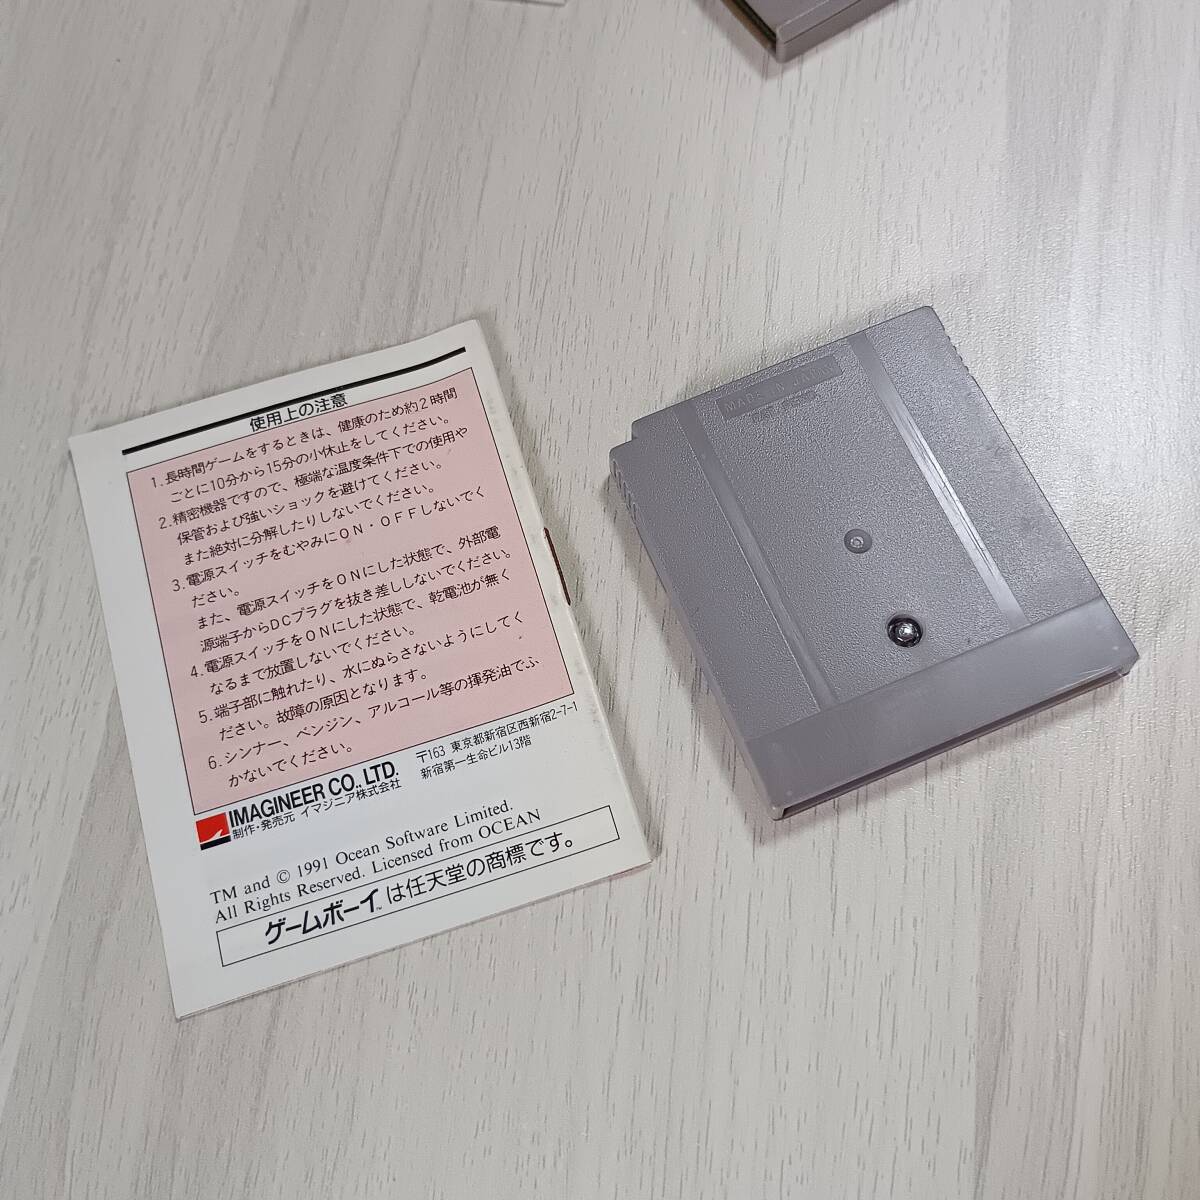 使用上の注意
1.長時間ゲームをするときは、健康のため約2時間
ごとに10分から15分の小休止をしてください。
2.精密機器ですので、極端な温度条件下での使用や
保管および強いショックを避けてください。
また絶対に分解したりしないでください。
3.電源スイッチをむやみにON・OFFしないでく
ださい。
また、電源スイッチをONにした状態で、外部電
源端子からDCプラグを抜き差ししないでください。
4.電源スイッチをONにした状態で、乾電池が無く
なるまで放置しないでください。
5.端子部に触れたり、水にぬらさないようにしてく
ださい。故障の原因となります。
6.シンナー、ベンジン、アルコール等の揮発油でふ
かないでください。
IMAGINEER CO., LTD.
制作・発売元 イマジニア株式会社
〒163 東京都新宿区西新宿2-7-1
新宿第一生命ビル13階
TM and © 1991 Ocean Software Limited.
All Rights Reserved. Licensed from OCEAN
ゲームボーイ™は任天堂の商標です。
MADE IN JAPAN